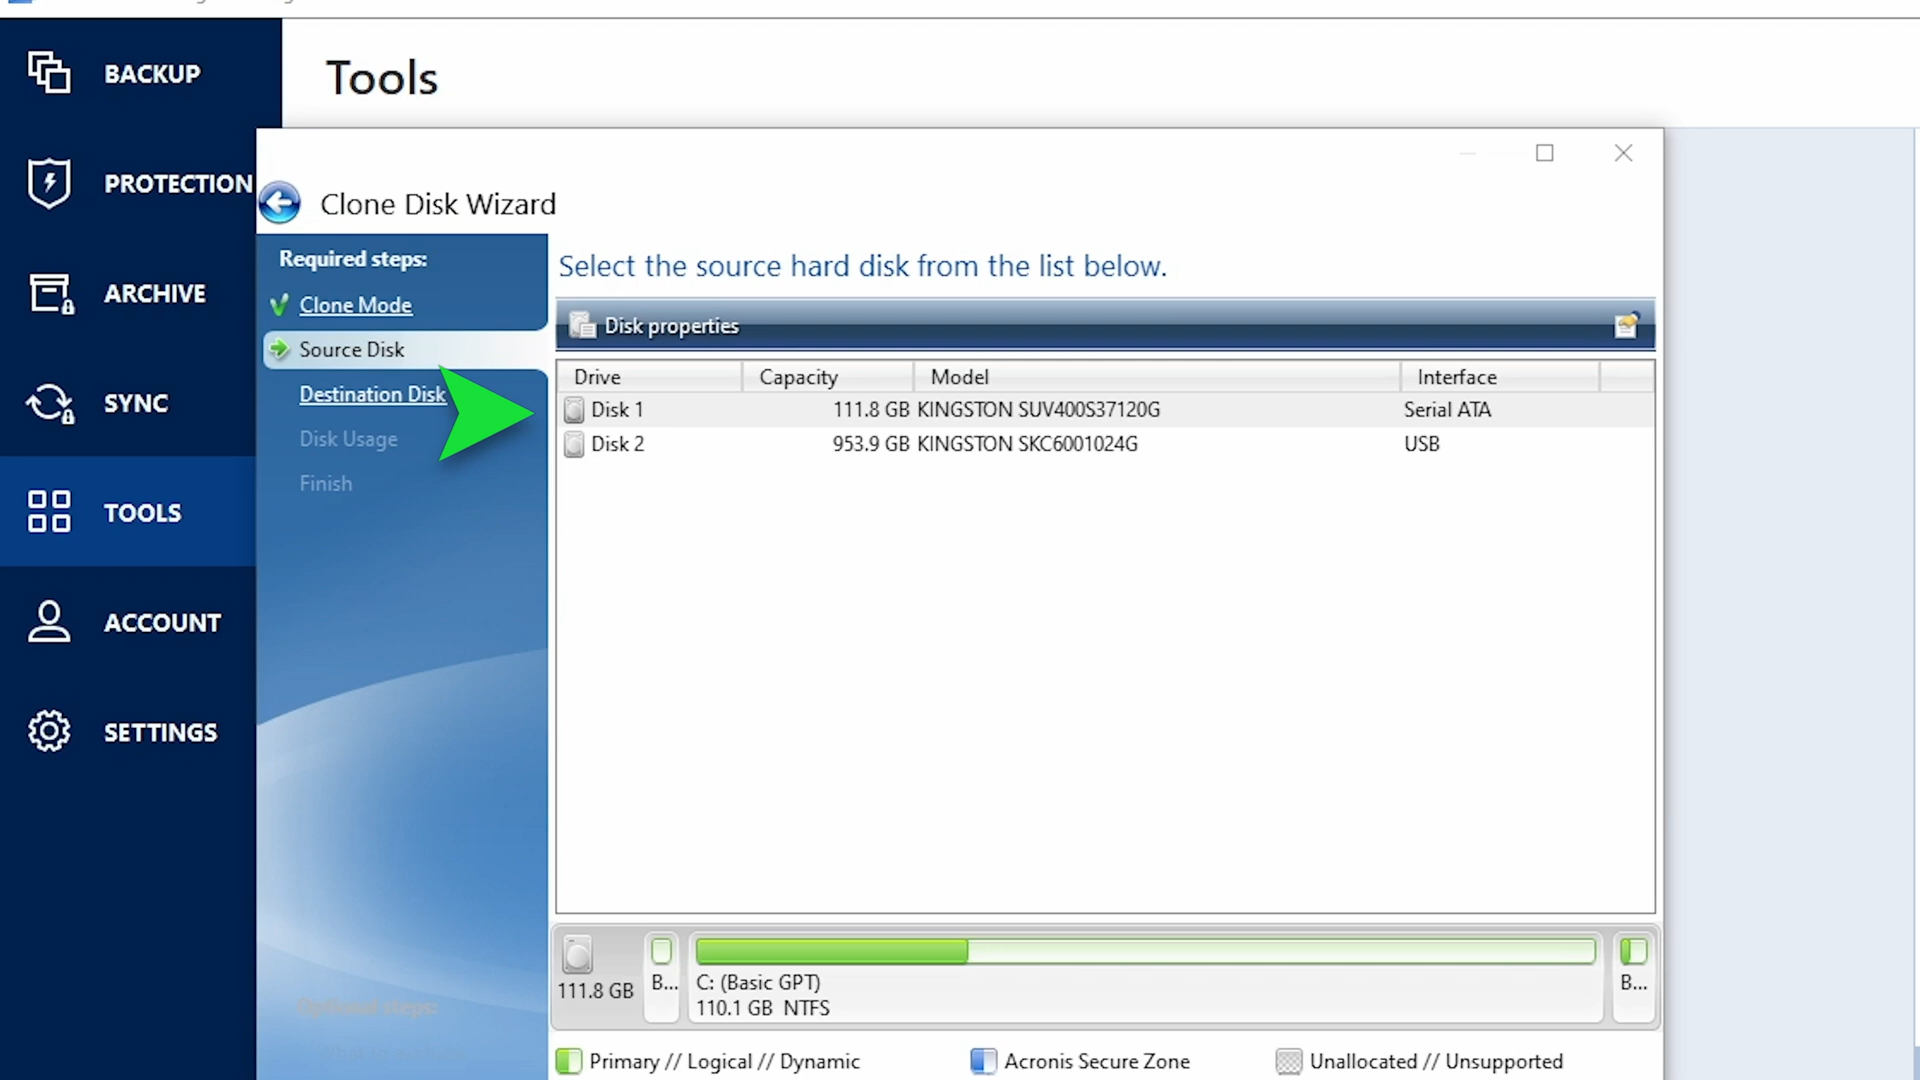 BACKUP
PROTECTION
ARCHIVE
SYNC
TOOLS
ACCOUNT
SETTINGS
Tools
Clone Disk Wizard
Required steps:
Clone Mode
Source Disk
Destination Disk
Disk Usage
Finish
Optional steps:
Select the source hard disk from the list below.
Disk properties
Drive Capacity Model Interface
Disk 1 111.8 GB KINGSTON SUV400S37120G Serial ATA
Disk 2 953.9 GB KINGSTON SKC6001024G USB
111.8 GB
B...
C: (Basic GPT)
110.1 GB NTFS
B...
Primary // Logical // Dynamic Acronis Secure Zone Unallocated // Unsupported